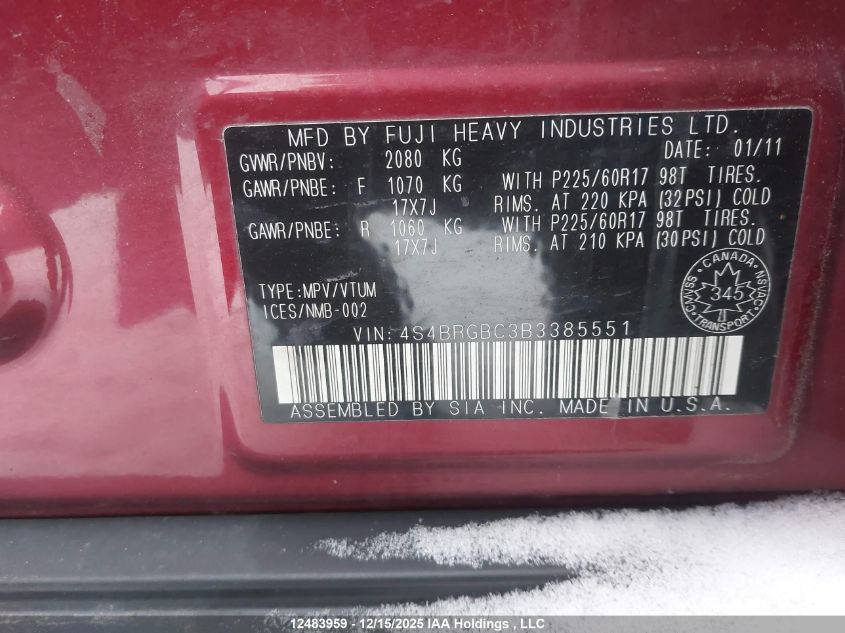 MFD BY FUJI HEAVY INDUSTRIES LTD.
GVWR/PNBV: 2080 KG DATE: 01/11
GAWR/PNBE: F 1070 KG WITH P225/60R17 98T TIRES.
17X7J RIMS. AT 220 KPA (32PSI) COLD
GAWR/PNBE: R 1060 KG WITH P225/60R17 98T TIRES.
17X7J RIMS. AT 210 KPA (30PSI) COLD
TYPE:MPV/VTUM
ICES/NMB-002
CMVSS · CANADA · NSVAC
345
TRANSPORT
VIN: 4S4BRGBC3B3385551
ASSEMBLED BY SIA INC. MADE IN U.S.A.
12483959 - 12/15/2025 IAA Holdings , LLC